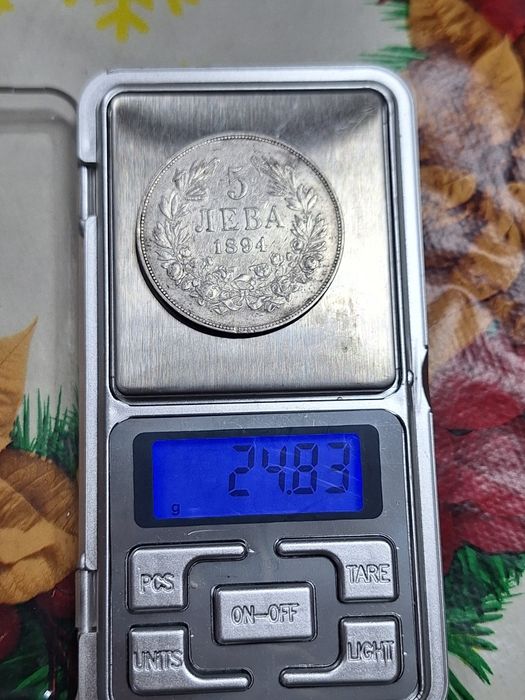 5
ЛЕВА
1894
24.83
g
PCS
TARE
ON-OFF
UNITS
LIGHT